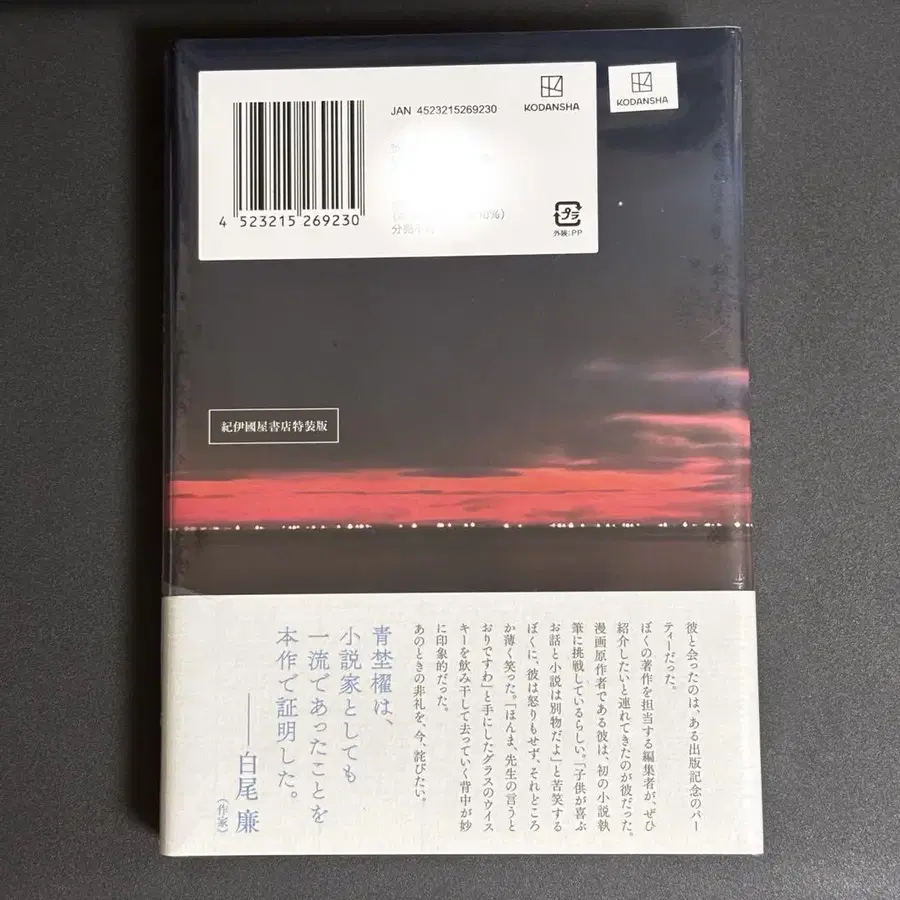 JAN 4523215269230
KODANSHA
KODANSHA
4 523215 269230
プラ
外装:PP
紀伊國屋書店特装版
彼と会ったのは、ある出版記念のパー
ティーだった。
ぼくの著作を担当する編集者が、ぜひ
紹介したいと連れてきたのが彼だった。
漫画原作者である彼は、初の小説執
筆に挑戦しているらしい。「子供が喜ぶ
お話と小説は別物だよ」と苦笑する
ぼくに、彼は怒りもせず、それどころ
か薄く笑った。「ほんま、先生の言うと
おりですわ」と手にしたグラスのウイス
キーを飲み干して去っていく背中が妙
に印象的だった。
あのときの非礼を、今、詫びたい。
青埜櫂は、
小説家としても
一流であったことを
本作で証明した。
――白尾 廉
(作家)